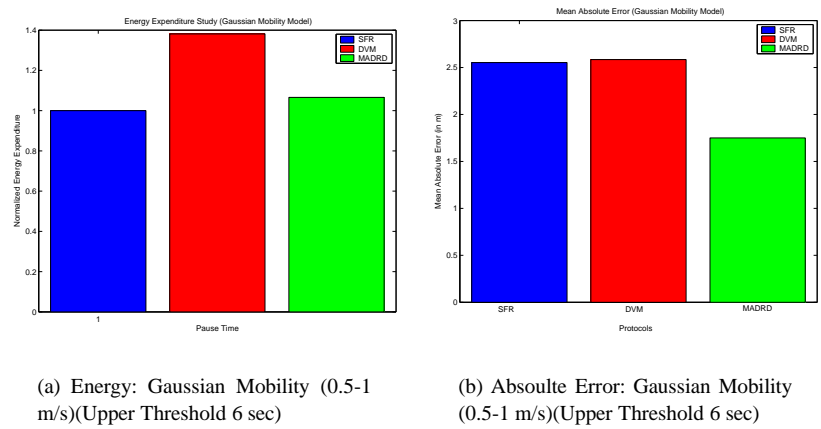 Energy Expenditure Study (Gaussian Mobility Model)
SFR
DVM
MADRD
Normalized Energy Expenditure
1.4
1.2
1
0.8
0.6
0.4
0.2
0
1
Pause Time
Mean Absolute Error (Gaussian Mobility Model)
SFR
DVM
MADRD
Mean Absolute Error (in m)
3
2.5
2
1.5
1
0.5
0
SFR
DVM
MADRD
Protocols
(a) Energy: Gaussian Mobility (0.5-1
m/s)(Upper Threshold 6 sec)
(b) Absoulte Error: Gaussian Mobility
(0.5-1 m/s)(Upper Threshold 6 sec)